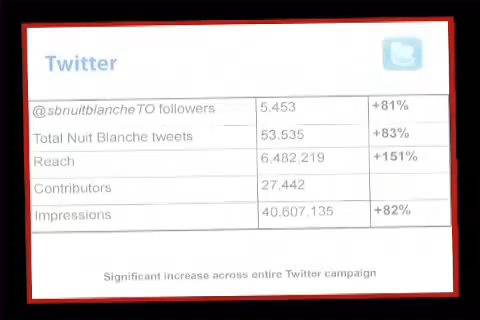 Twitter
@sbnuitblancheTO followers 5.453 +81%
Total Nuit Blanche tweets 53,535 +83%
Reach 6,482,219 +151%
Contributors 27,442
Impressions 40,607,135 +82%
Significant increase across entire Twitter campaign